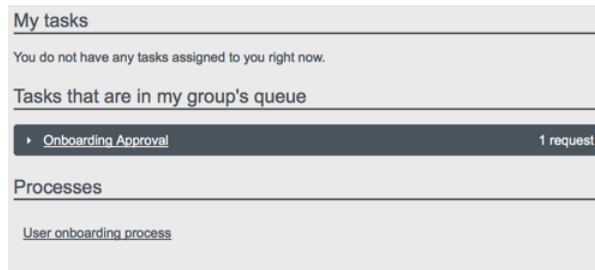 My tasks
You do not have any tasks assigned to you right now.
Tasks that are in my group's queue
Onboarding Approval 1 request
Processes
User onboarding process